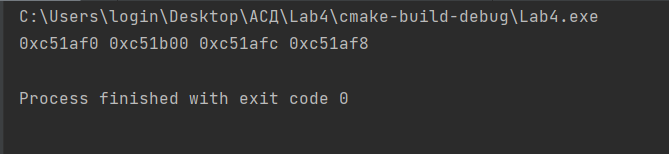 C:\Users\login\Desktop\АСД\Lab4\cmake-build-debug\Lab4.exe
0xc51af0 0xc51b00 0xc51afc 0xc51af8
Process finished with exit code 0